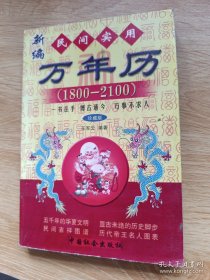 新编
民间实用
万年历
(1800-2100)
书在手 博古通今 万事不求人
珍藏版
编著
五千年的华夏文明
民间吉祥图谱
亘古未绝的历史脚步
历代帝王名人图表
中国社会出版社